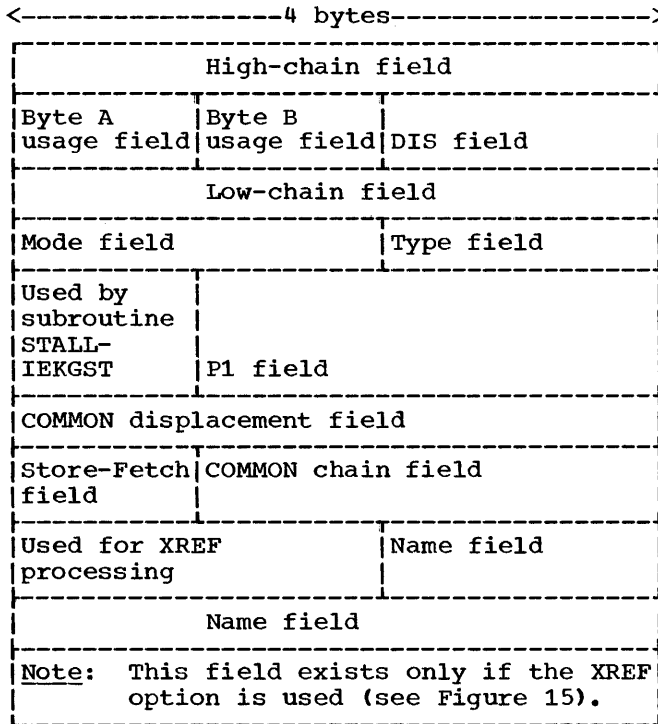 <-----------------4 bytes----------------->
High-chain field
Byte A Byte B
usage field usage field DIS field
Low-chain field
Mode field Type field
Used by
subroutine
STALL-
IEKGST P1 field
COMMON displacement field
Store-Fetch COMMON chain field
field
Used for XREF Name field
processing
Name field
Note: This field exists only if the XREF
option is used (see Figure 15).